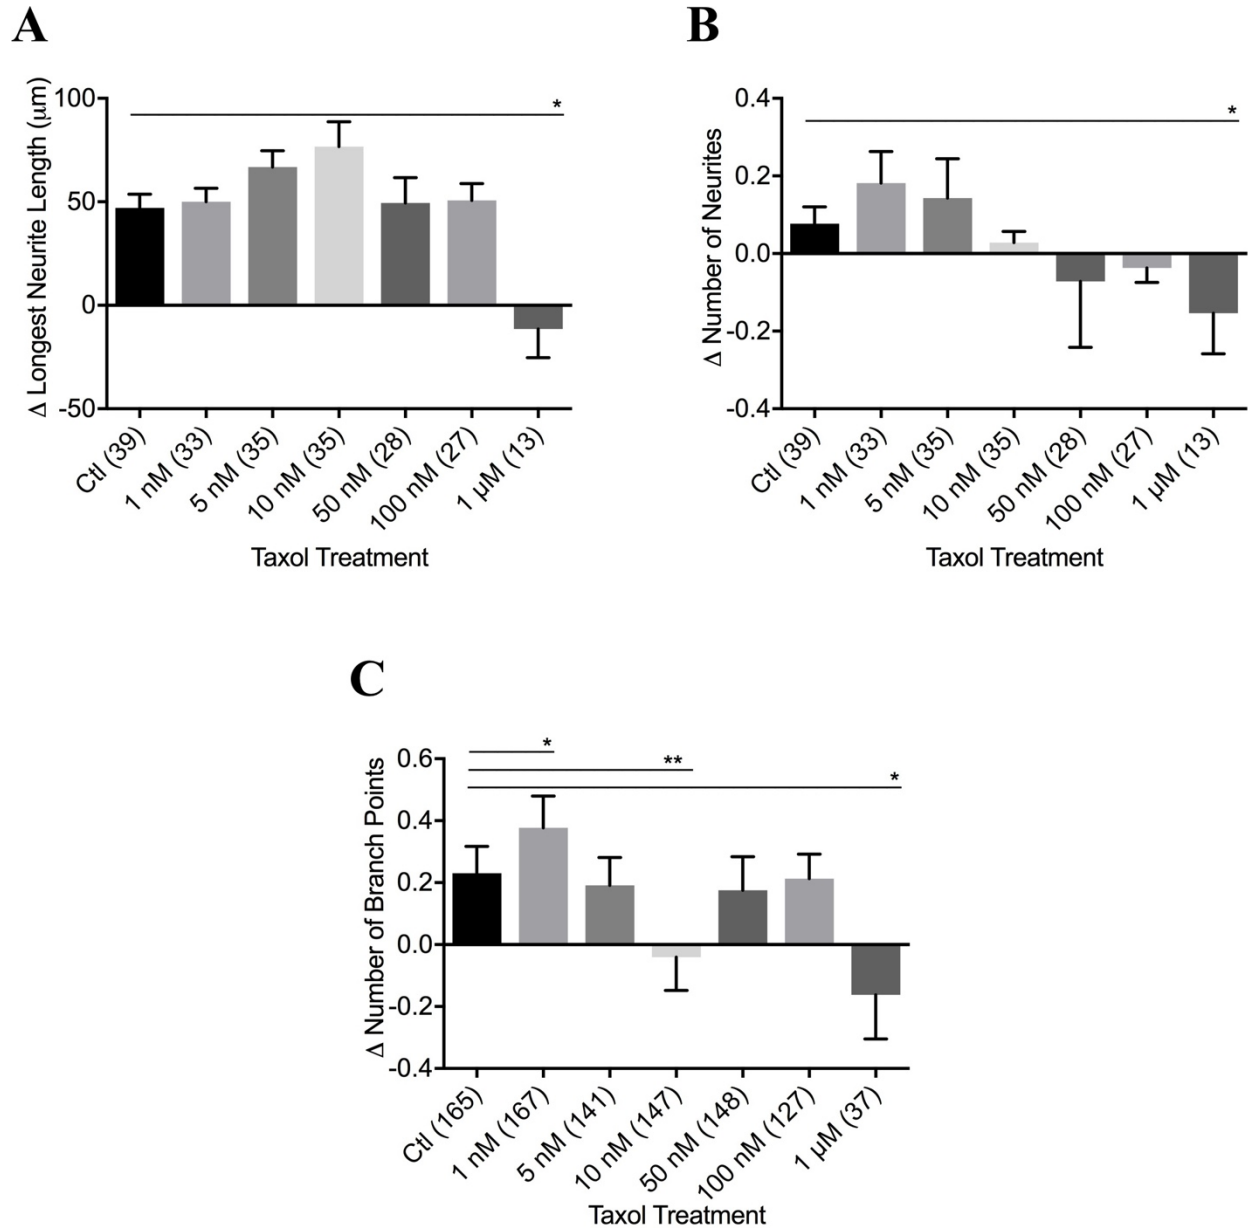 A
Δ Longest Neurite Length (μm)
100
50
0
-50
*
Ctl (39)
1 nM (33)
5 nM (35)
10 nM (35)
50 nM (28)
100 nM (27)
1 μM (13)
Taxol Treatment
B
Δ Number of Neurites
0.4
0.2
0.0
-0.2
-0.4
*
Ctl (39)
1 nM (33)
5 nM (35)
10 nM (35)
50 nM (28)
100 nM (27)
1 μM (13)
Taxol Treatment
C
Δ Number of Branch Points
0.6
0.4
0.2
0.0
-0.2
-0.4
*
**
*
Ctl (165)
1 nM (167)
5 nM (141)
10 nM (147)
50 nM (148)
100 nM (127)
1 μM (37)
Taxol Treatment